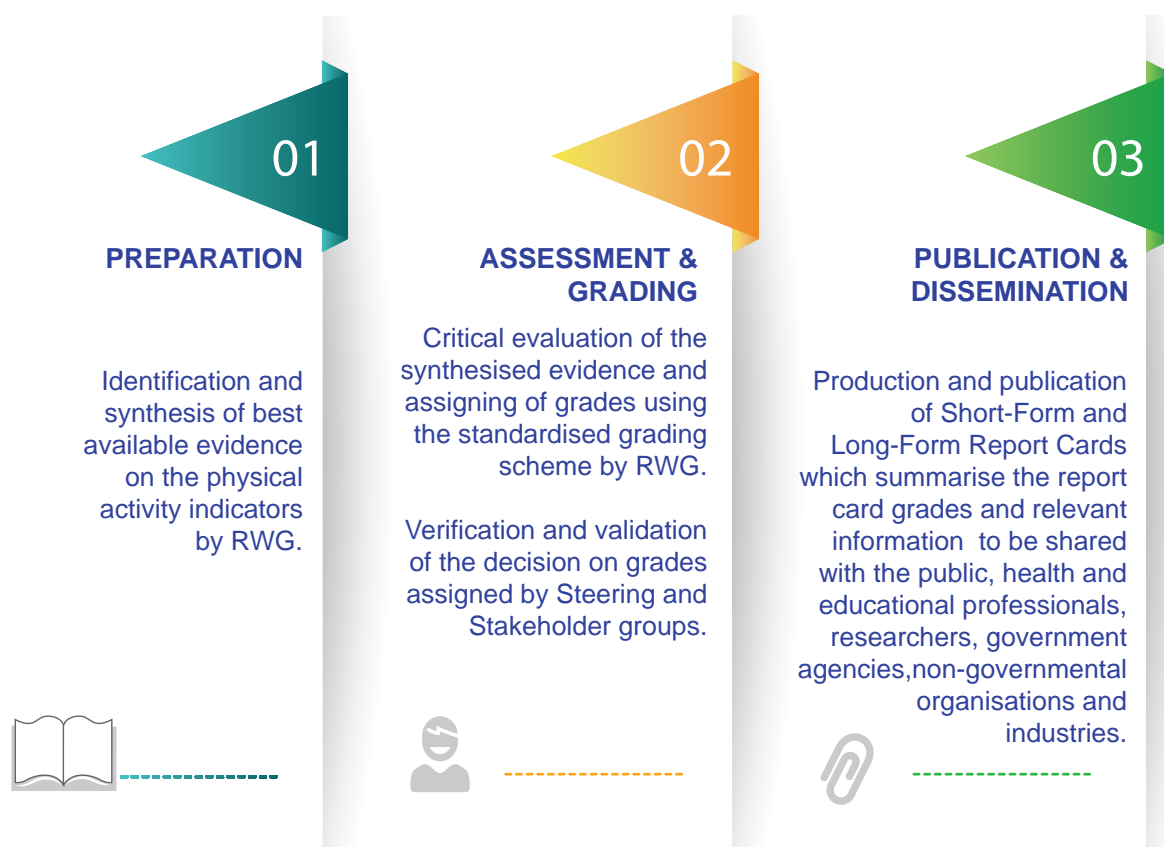 01
PREPARATION
Identification and
synthesis of best
available evidence
on the physical
activity indicators
by RWG.
02
ASSESSMENT &
GRADING
Critical evaluation of the
synthesised evidence and
assigning of grades using
the standardised grading
scheme by RWG.
Verification and validation
of the decision on grades
assigned by Steering and
Stakeholder groups.
03
PUBLICATION &
DISSEMINATION
Production and publication
of Short-Form and
Long-Form Report Cards
which summarise the report
card grades and relevant
information  to be shared
with the public, health and
educational professionals,
researchers, government
agencies,non-governmental
organisations and
industries.